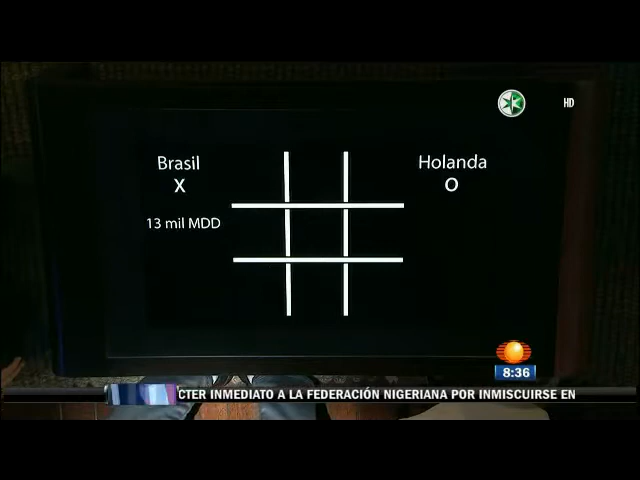 HD
Brasil
X
Holanda
O
13 mil MDD
8:36
CTER INMEDIATO A LA FEDERACIÓN NIGERIANA POR INMISCUIRSE EN